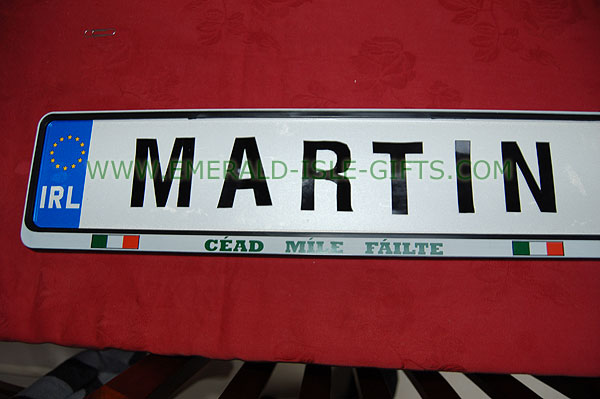 IRL MARTIN
WWW.EMERALD-ISLE-GIFTS.COM
CÉAD MÍLE FÁILTE